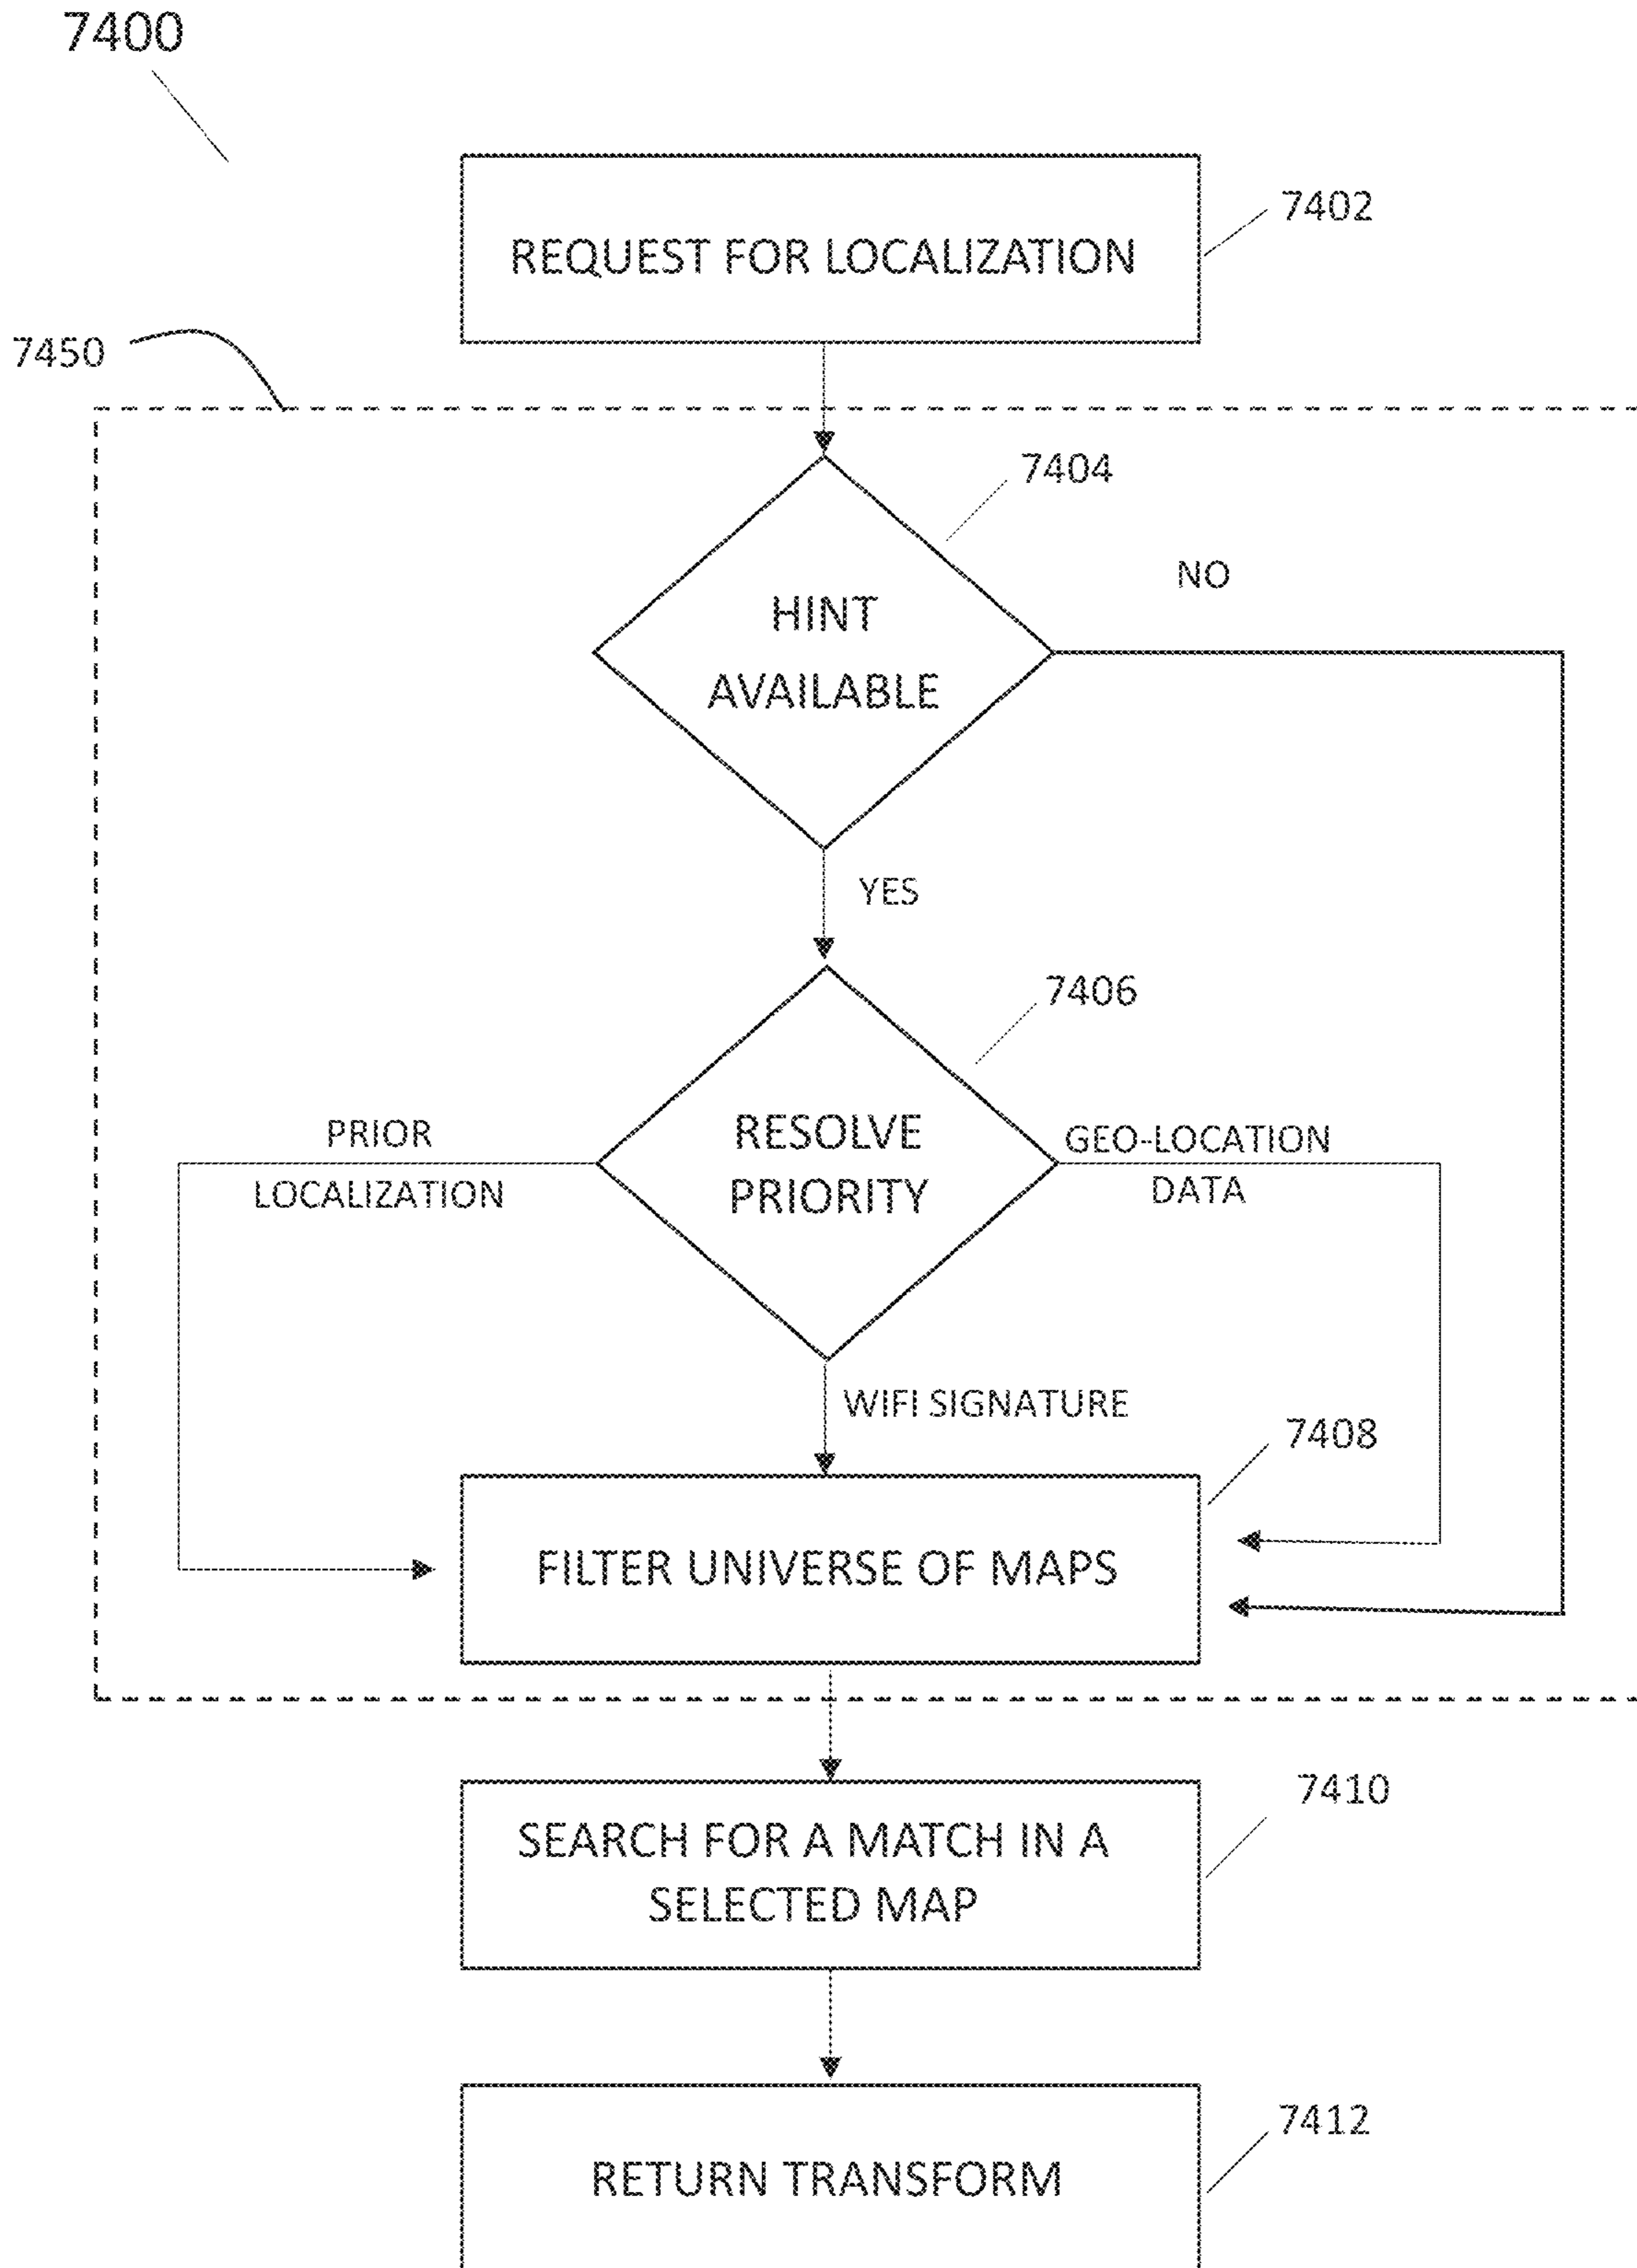 7400
REQUEST FOR LOCALIZATION
7402
7450
7404
HINT
AVAILABLE
NO
YES
7406
RESOLVE
PRIORITY
PRIOR
LOCALIZATION
GEO-LOCATION
DATA
WIFI SIGNATURE
7408
FILTER UNIVERSE OF MAPS
7410
SEARCH FOR A MATCH IN A
SELECTED MAP
7412
RETURN TRANSFORM